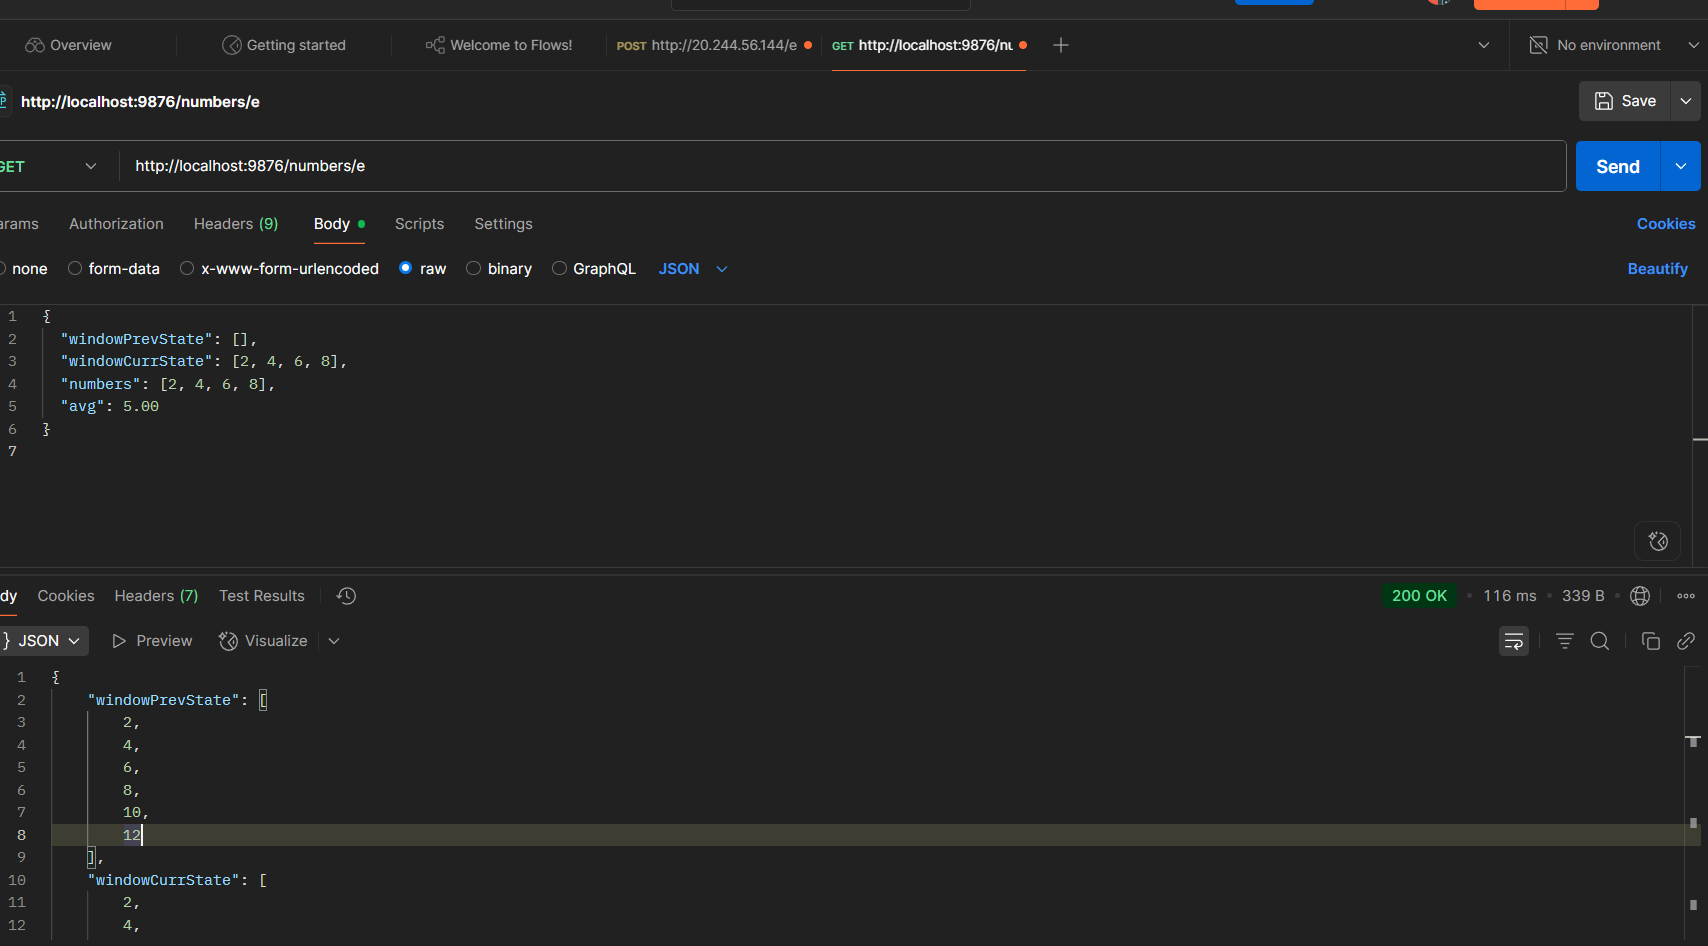 Overview Getting started Welcome to Flows! POST http://20.244.56.144/e GET http://localhost:9876/nu No environment
http://localhost:9876/numbers/e Save
GET http://localhost:9876/numbers/e Send
arams Authorization Headers (9) Body Scripts Settings Cookies
none form-data x-www-form-urlencoded raw binary GraphQL JSON Beautify
1 {
2 "windowPrevState": [],
3 "windowCurrState": [2, 4, 6, 8],
4 "numbers": [2, 4, 6, 8],
5 "avg": 5.00
6 }
7
dy Cookies Headers (7) Test Results 200 OK • 116 ms • 339 B •
} JSON Preview Visualize
1 {
2 "windowPrevState": [
3 2,
4 4,
5 6,
6 8,
7 10,
8 12
9 ],
10 "windowCurrState": [
11 2,
12 4,